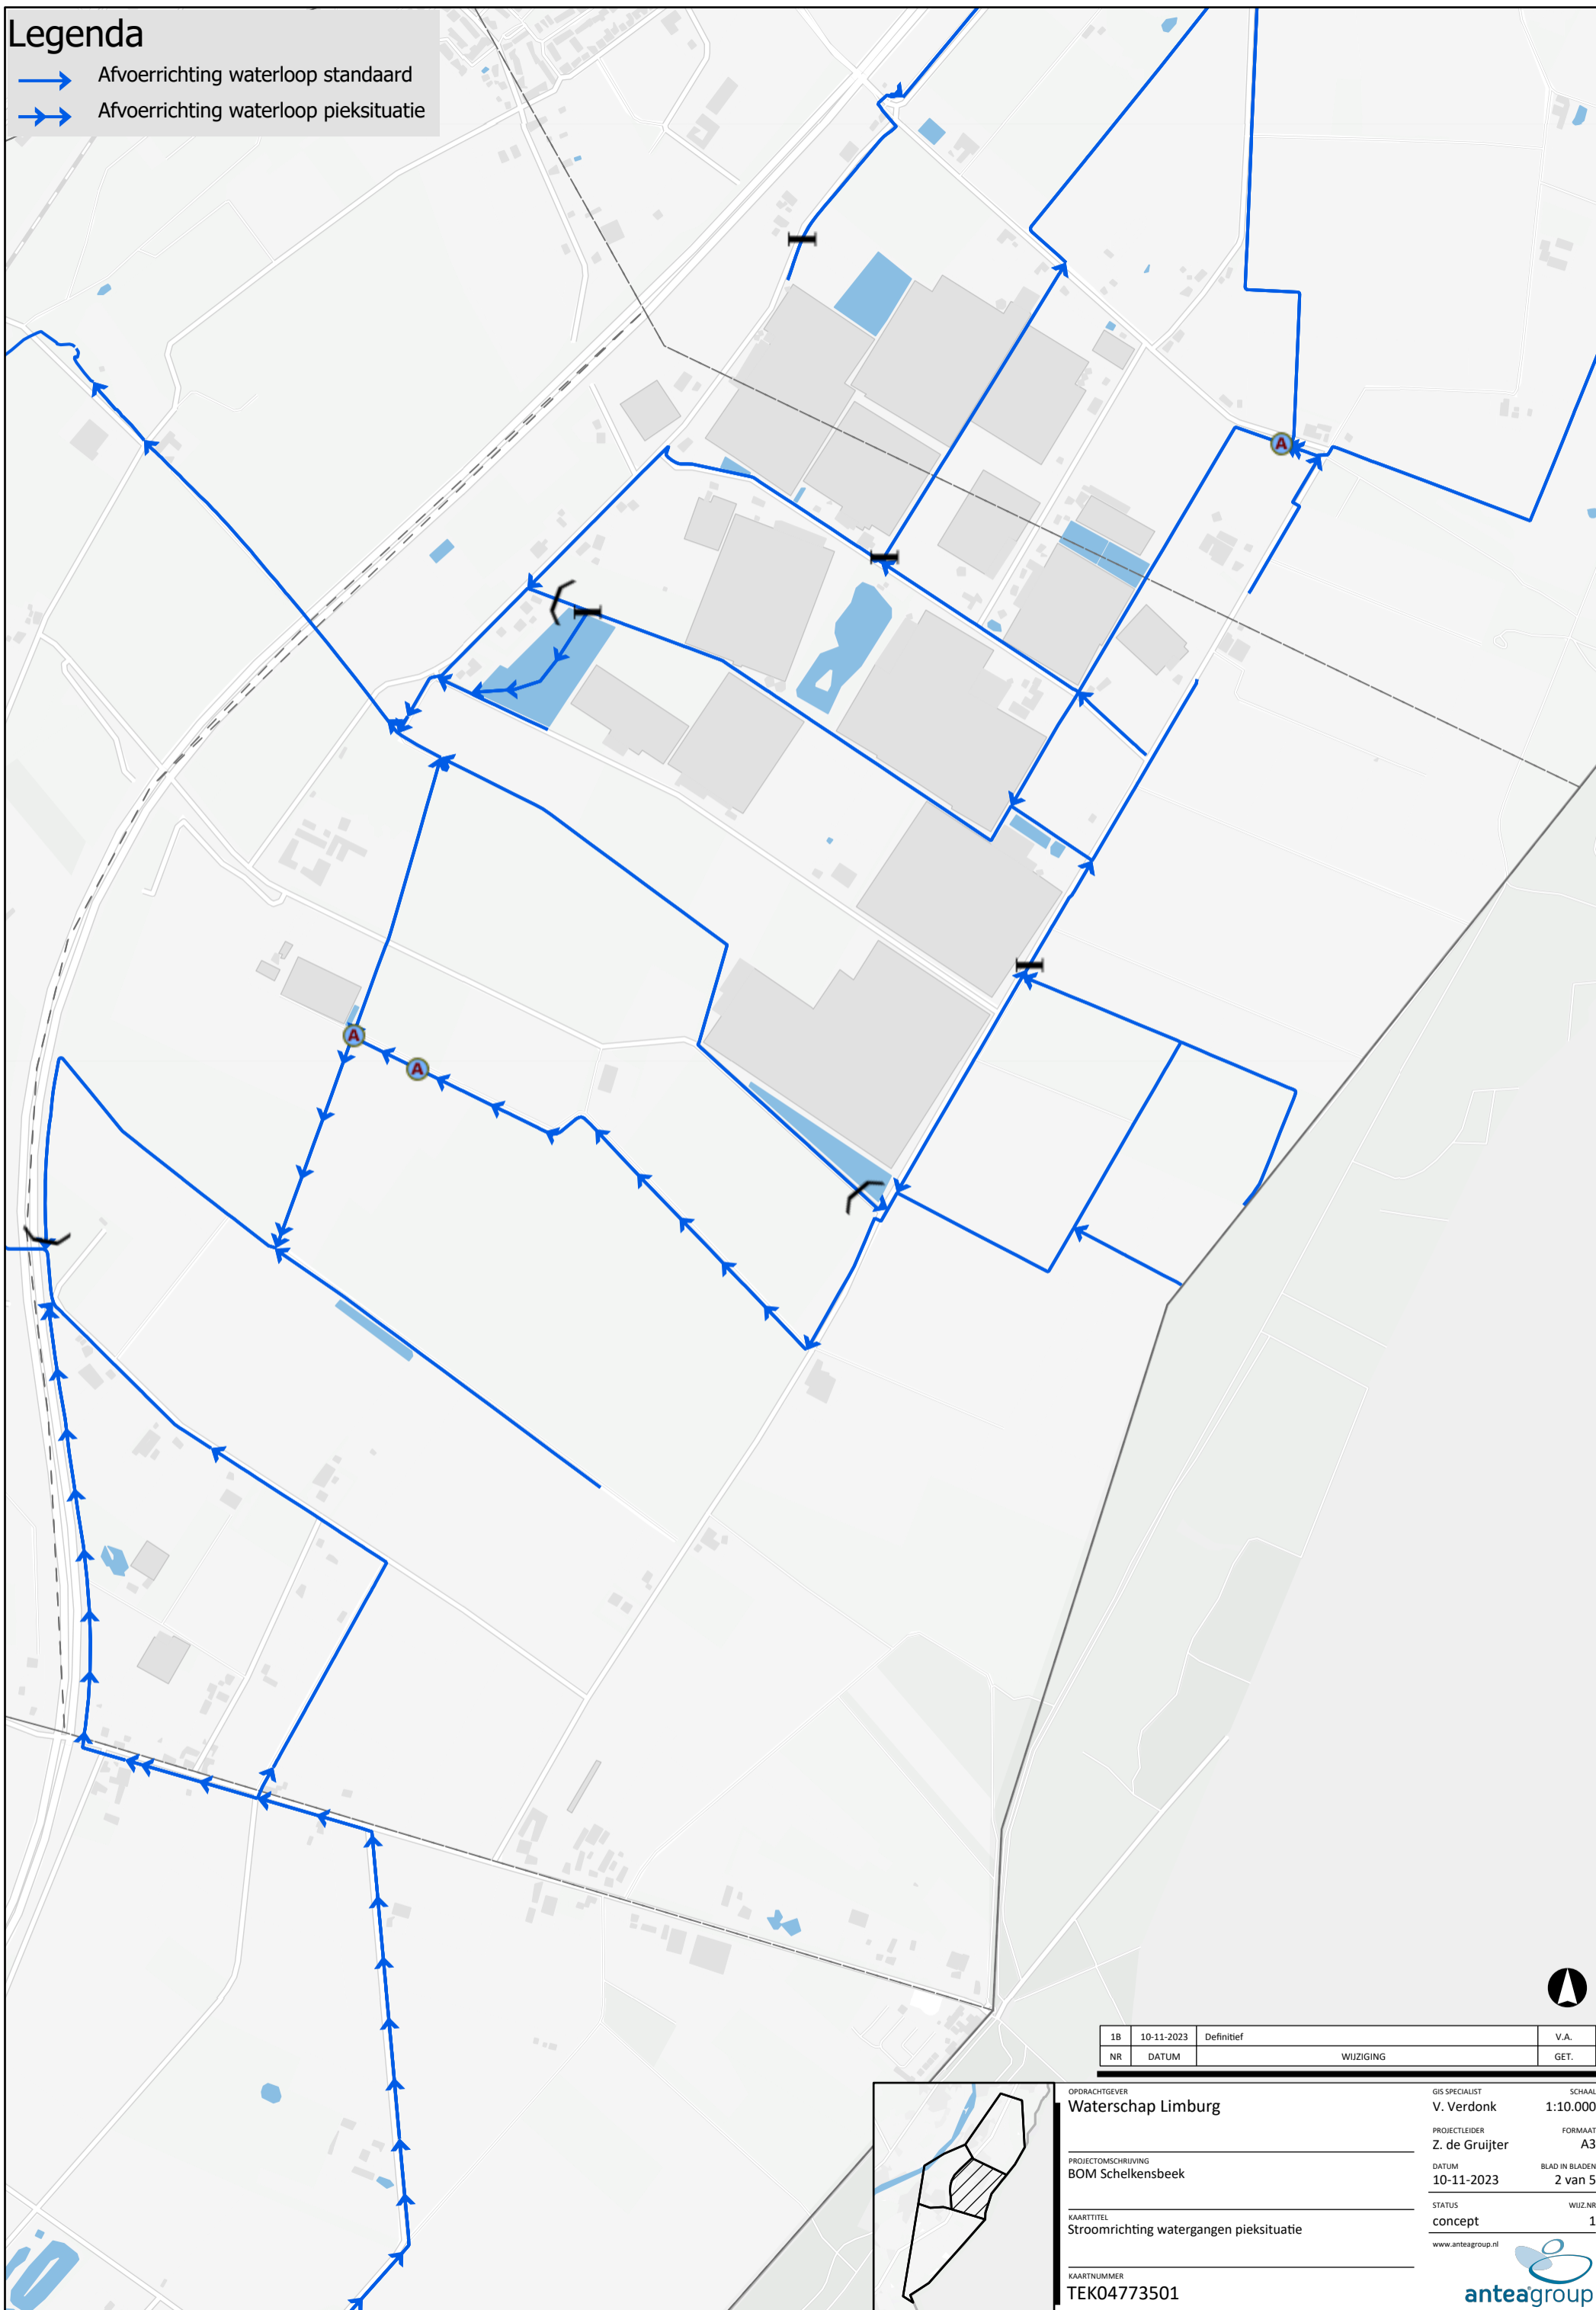 Legenda
Afvoerrichting waterloop standaard
Afvoerrichting waterloop pieksituatie
A
A
A
1B 10-11-2023 Definitief V.A.
NR DATUM WIJZIGING GET.
OPDRACHTGEVER
Waterschap Limburg
PROJECTOMSCHRIJVING
BOM Schelkensbeek
KAARTTITEL
Stroomrichting watergangen pieksituatie
KAARTNUMMER
TEK04773501
GIS SPECIALIST SCHAAL
V. Verdonk 1:10.000
PROJECTLEIDER FORMAAT
Z. de Gruijter A3
DATUM BLAD IN BLADEN
10-11-2023 2 van 5
STATUS WIJZ.NR
concept 1
www.anteagroup.nl
anteagroup